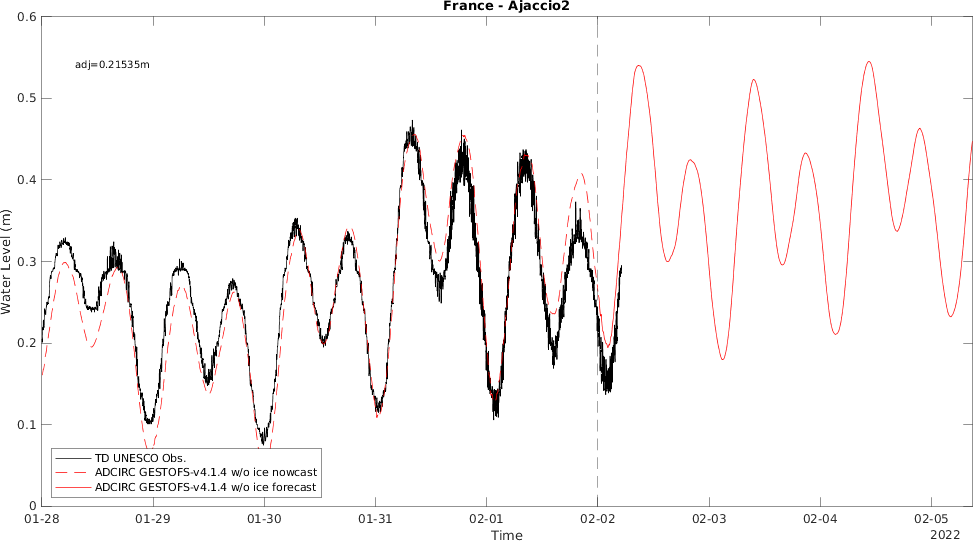 France - Ajaccio2
adj=0.21535m
0.6
0.5
0.4
0.3
0.2
0.1
0
Water Level (m)
TD UNESCO Obs.
ADCIRC GESTOFS-v4.1.4 w/o ice nowcast
ADCIRC GESTOFS-v4.1.4 w/o ice forecast
01-28 01-29 01-30 01-31 02-01 02-02 02-03 02-04 02-05
Time
2022